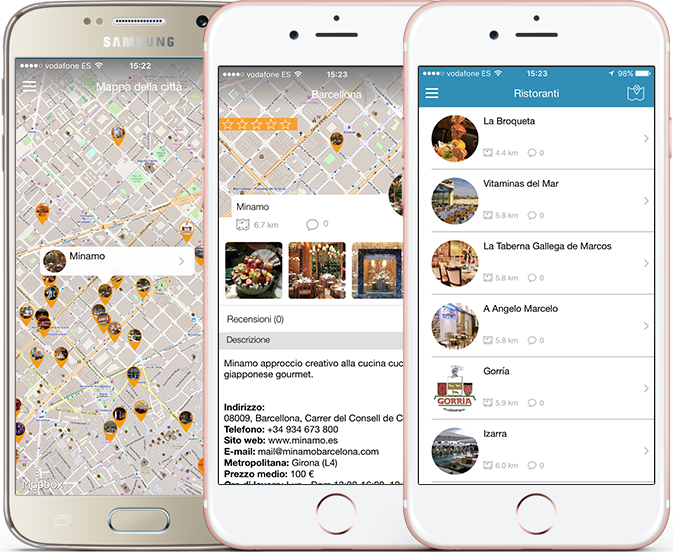 SAMSUNG
vodafone ES 15:22
Mappa della città
Minamo
Mapbox
vodafone ES 15:23
Barcellona
Minamo
6.7 km 0
Recensioni (0)
Descrizione
Minamo approccio creativo alla cucina
giapponese gourmet.
Indirizzo:
08009, Barcellona, Carrer del Consell de C
Telefono: +34 934 673 800
Sito web: www.minamo.es
E-mail: mail@minamobarcelona.com
Metropolitana: Girona (L4)
Prezzo medio: 100 €
vodafone ES 15:23 98%
Ristoranti
La Broqueta
4.4 km 0
Vitaminas del Mar
5.8 km 0
La Taberna Gallega de Marcos
5.8 km 0
A Angelo Marcelo
5.8 km 0
Gorría
GORRIA
5.9 km 0
Izarra
6.0 km 0